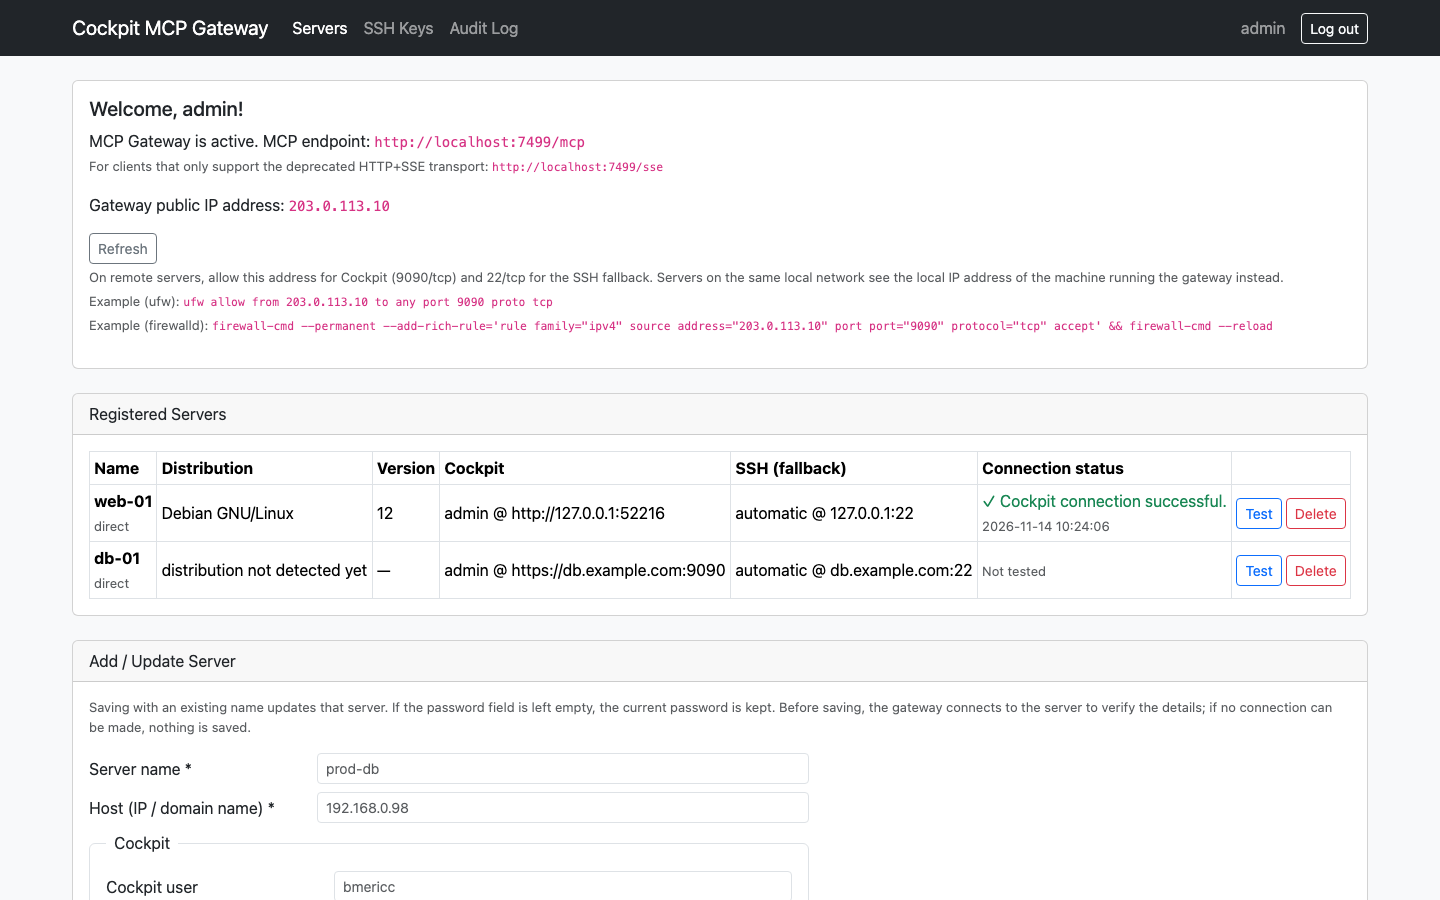 Cockpit MCP Gateway Servers SSH Keys Audit Log admin Log out
Welcome, admin!
MCP Gateway is active. MCP endpoint: http://localhost:7499/mcp
For clients that only support the deprecated HTTP+SSE transport: http://localhost:7499/sse
Gateway public IP address: 203.0.113.10
Refresh
On remote servers, allow this address for Cockpit (9090/tcp) and 22/tcp for the SSH fallback. Servers on the same local network see the local IP address of the machine running the gateway instead.
Example (ufw): ufw allow from 203.0.113.10 to any port 9090 proto tcp
Example (firewalld): firewall-cmd --permanent --add-rich-rule='rule family="ipv4" source address="203.0.113.10" port port="9090" protocol="tcp" accept' && firewall-cmd --reload
Registered Servers
Name Distribution Version Cockpit SSH (fallback) Connection status
web-01 Debian GNU/Linux 12 admin @ http://127.0.0.1:52216 automatic @ 127.0.0.1:22 ✓ Cockpit connection successful. Test Delete
direct 2026-11-14 10:24:06
db-01 distribution not detected yet — admin @ https://db.example.com:9090 automatic @ db.example.com:22 Not tested Test Delete
direct
Add / Update Server
Saving with an existing name updates that server. If the password field is left empty, the current password is kept. Before saving, the gateway connects to the server to verify the details; if no connection can
be made, nothing is saved.
Server name * prod-db
Host (IP / domain name) * 192.168.0.98
Cockpit
Cockpit user bmericc